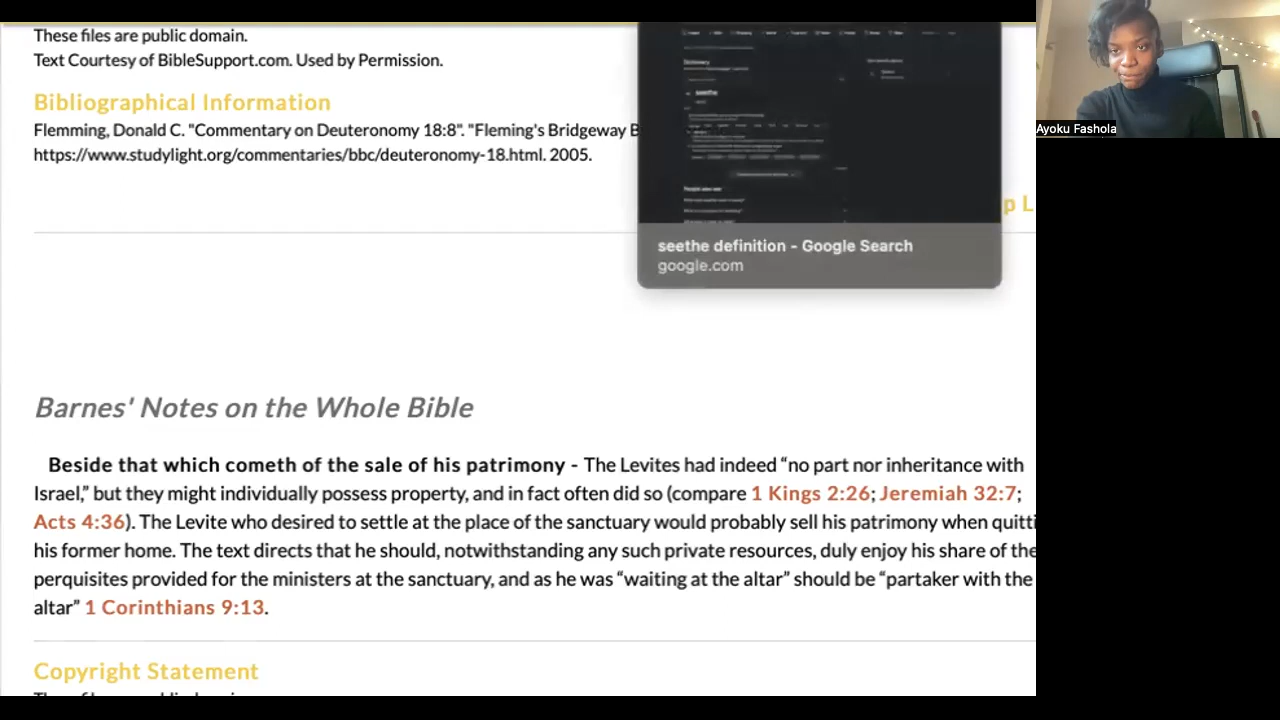 These files are public domain.
Text Courtesy of BibleSupport.com. Used by Permission.
Bibliographical Information
Flemming, Donald C. "Commentary on Deuteronomy 18:8". "Fleming's Bridgeway B
https://www.studylight.org/commentaries/bbc/deuteronomy-18.html. 2005.
Dictionary
seethe
People also ask
seethe definition - Google Search
google.com
p L
Ayoku Fashola
Barnes' Notes on the Whole Bible
Beside that which cometh of the sale of his patrimony - The Levites had indeed “no part nor inheritance with
Israel,” but they might individually possess property, and in fact often did so (compare 1 Kings 2:26; Jeremiah 32:7;
Acts 4:36). The Levite who desired to settle at the place of the sanctuary would probably sell his patrimony when quitti
his former home. The text directs that he should, notwithstanding any such private resources, duly enjoy his share of the
perquisites provided for the ministers at the sanctuary, and as he was “waiting at the altar” should be “partaker with the
altar” 1 Corinthians 9:13.
Copyright Statement